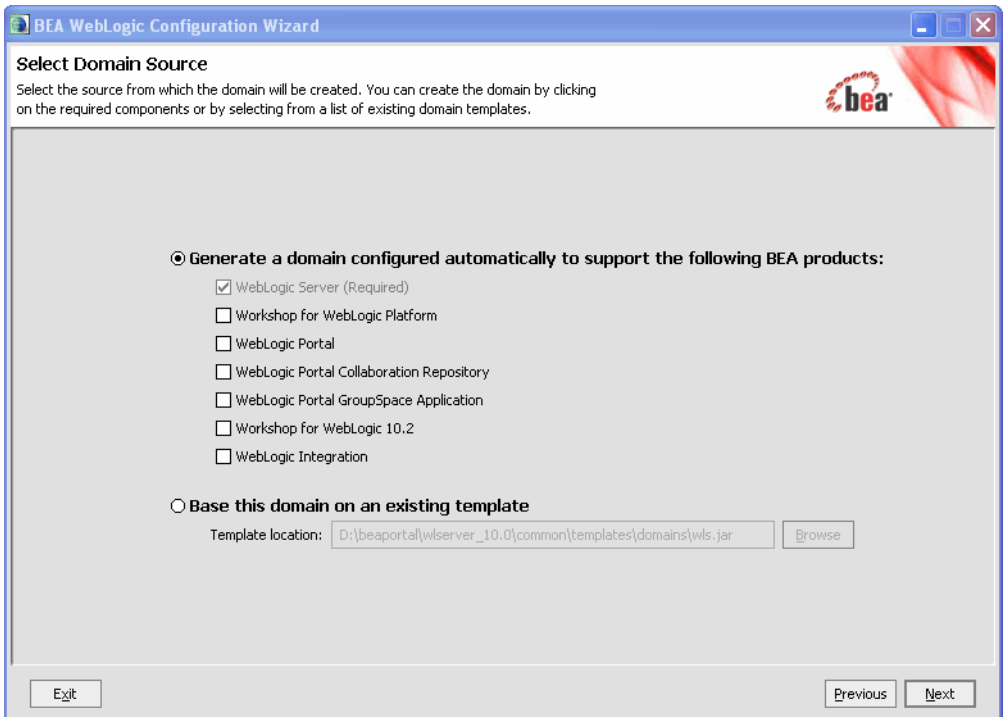 BEA WebLogic Configuration Wizard
Select Domain Source
Select the source from which the domain will be created. You can create the domain by clicking
on the required components or by selecting from a list of existing domain templates.
bea
Generate a domain configured automatically to support the following BEA products:
WebLogic Server (Required)
Workshop for WebLogic Platform
WebLogic Portal
WebLogic Portal Collaboration Repository
WebLogic Portal GroupSpace Application
Workshop for WebLogic 10.2
WebLogic Integration
Base this domain on an existing template
Template location: D:\beaportal\wlserver_10.0\common\templates\domains\wls.jar Browse
Exit Previous Next